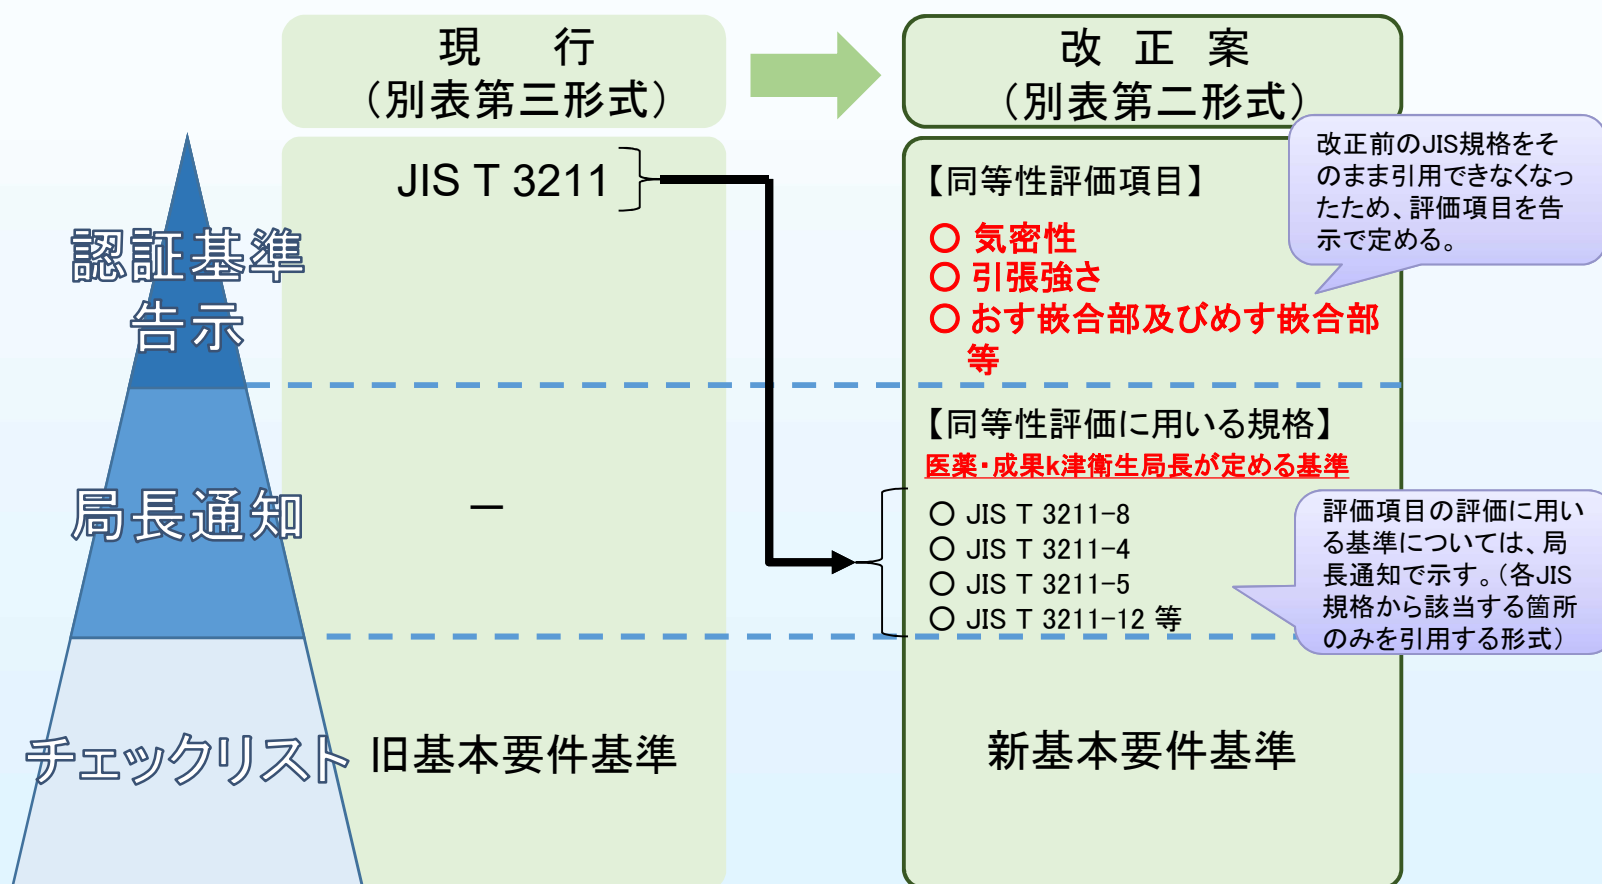 現　行
（別表第三形式）
改 正 案
（別表第二形式）
認証基準
告示
JIS T 3211
【同等性評価項目】
〇 気密性
〇 引張強さ
〇 おす嵌合部及びめす嵌合部
等
改正前のJIS規格をそ
のまま引用できなくなっ
たため、評価項目を告
示で定める。
局長通知
－
【同等性評価に用いる規格】
医薬・成果k津衛生局長が定める基準
〇 JIS T 3211-8
〇 JIS T 3211-4
〇 JIS T 3211-5
〇 JIS T 3211-12 等
評価項目の評価に用い
る基準については、局
長通知で示す。（各JIS
規格から該当する箇所
のみを引用する形式）
チェックリスト
旧基本要件基準
新基本要件基準